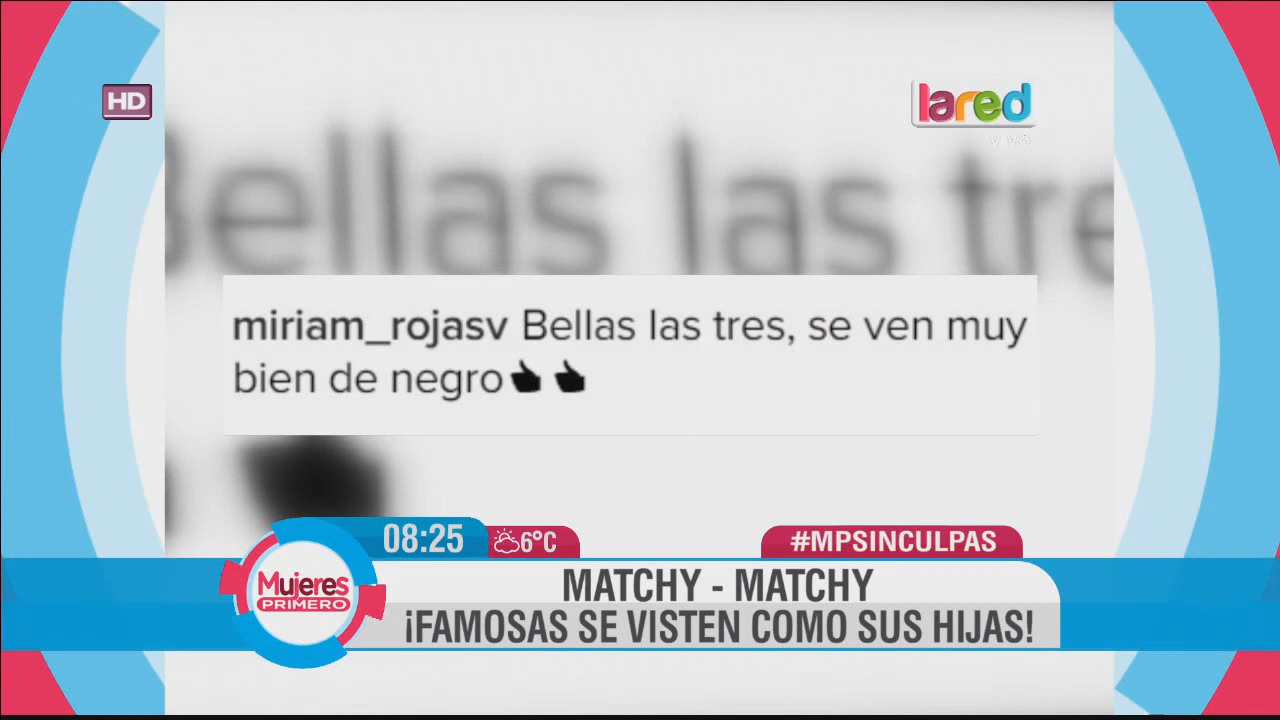 HD
lared
Bellas las tre
miriam_rojasv Bellas las tres, se ven muy
bien de negro👍👍
08:25
6°C
#MPSINCULPAS
Mujeres
PRIMERO
MATCHY - MATCHY
¡FAMOSAS SE VISTEN COMO SUS HIJAS!